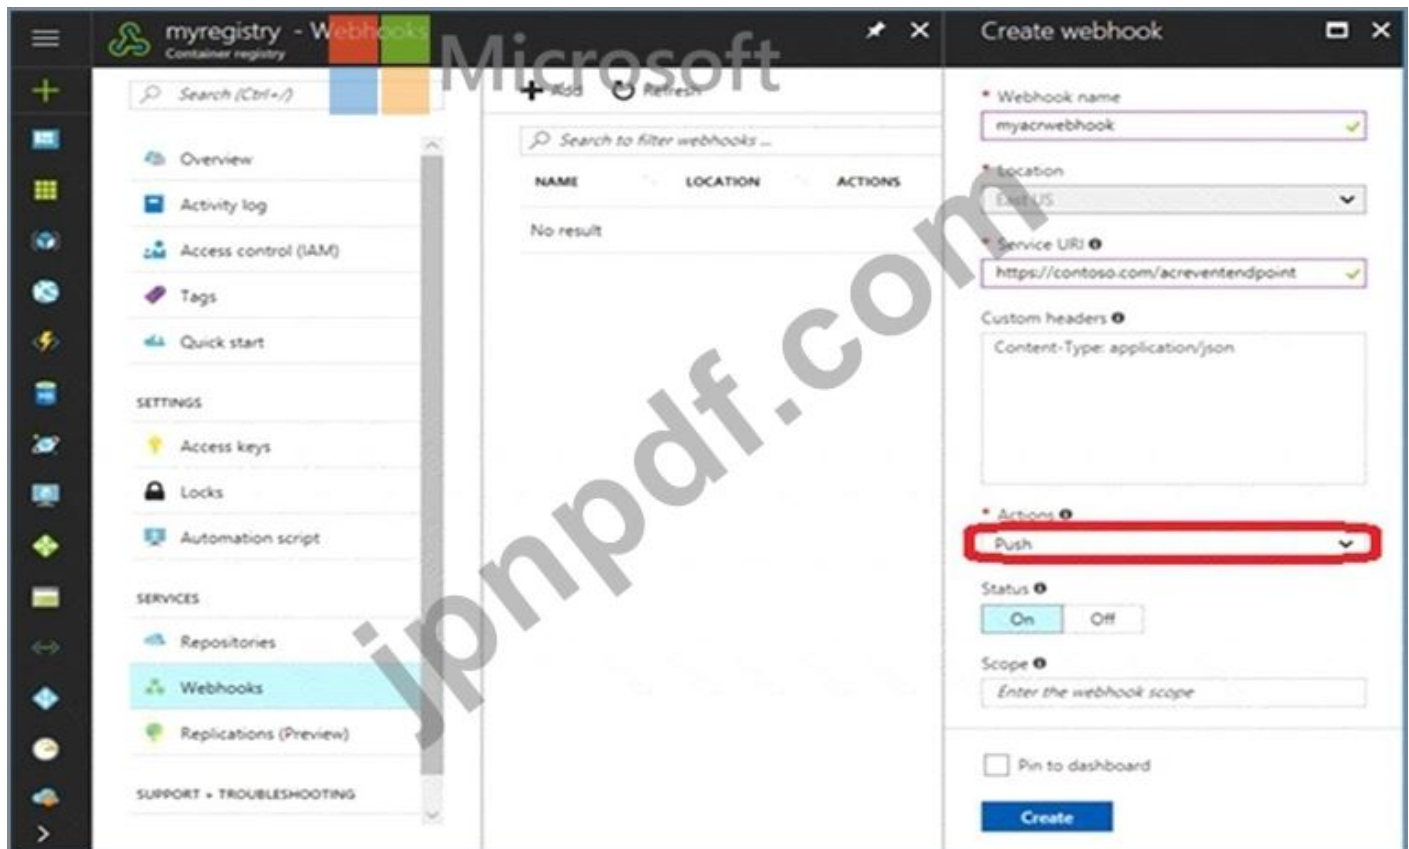 myregistry - Webhooks
Container registry
Microsoft
Search (Ctrl+/)
Overview
Activity log
Access control (IAM)
Tags
Quick start
SETTINGS
Access keys
Locks
Automation script
SERVICES
Repositories
Webhooks
Replications (Preview)
SUPPORT + TROUBLESHOOTING
Add Refresh
Search to filter webhooks ...
NAME LOCATION ACTIONS
No result
Create webhook
* Webhook name
myacrwebhook
* Location
East US
* Service URI
https://contoso.com/acreventendpoint
Custom headers
Content-Type: application/json
* Actions
Push
Status
On Off
Scope
Enter the webhook scope
Pin to dashboard
Create
jpnpdf.com